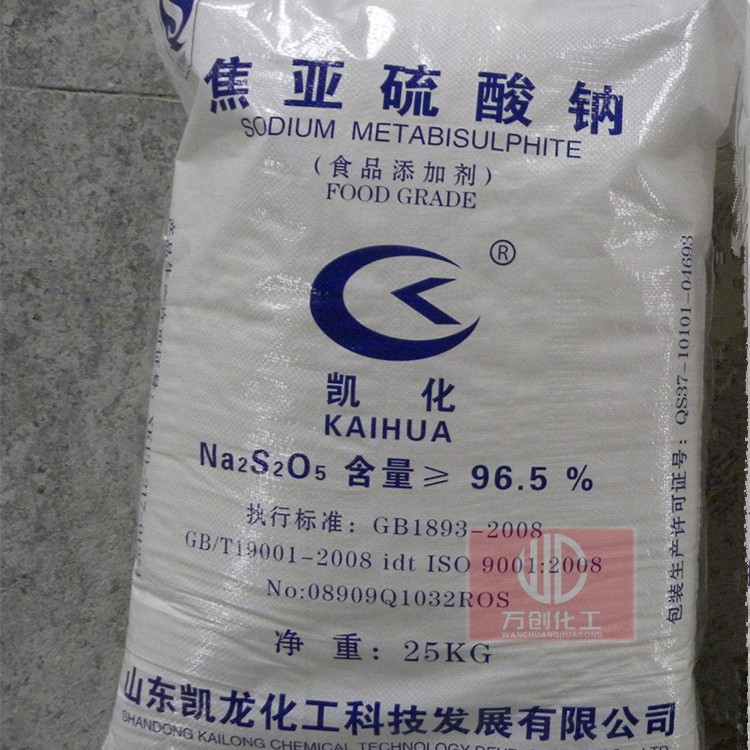 焦亚硫酸钠
SODIUM METABISULPHITE
(食品添加剂)
FOOD GRADE
®
凯化
KAIHUA
Na₂S₂O₅ 含量≥ 96.5 %
执行标准: GB1893-2008
GB/T19001-2008 idt ISO 9001:2008
No:08909Q1032ROS
净 重: 25KG
山东凯龙化工科技发展有限公司
SHANDONG KAILONG CHEMICAL TECHNOLOGY
包装生产许可证号: QS37-10101-04693
万创化工
WANCHUANGHUAGONG